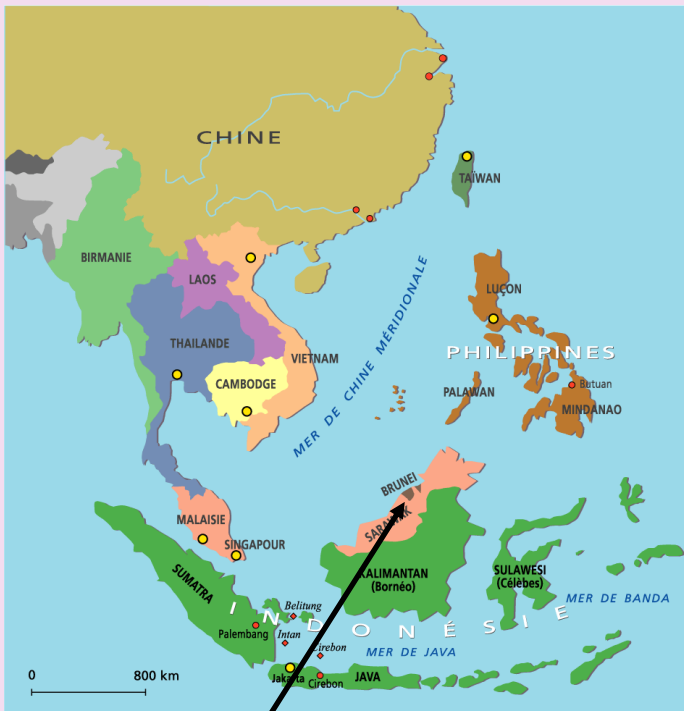 CHINE
TAÏWAN
BIRMANIE
LAOS
LUÇON
THAILANDE
VIETNAM
MER DE CHINE MÉRIDIONALE
PHILIPPINES
CAMBODGE
Butuan
PALAWAN
MINDANAO
BRUNEI
MALAISIE
SARAWAK
SINGAPOUR
SUMATRA
KALIMANTAN
(Bornéo)
SULAWESI
(Célèbes)
MER DE BANDA
INDONÉSIE
Belitung
Palembang
Intan
Cirebon
MER DE JAVA
0 800 km
Jakarta
Cirebon
JAVA